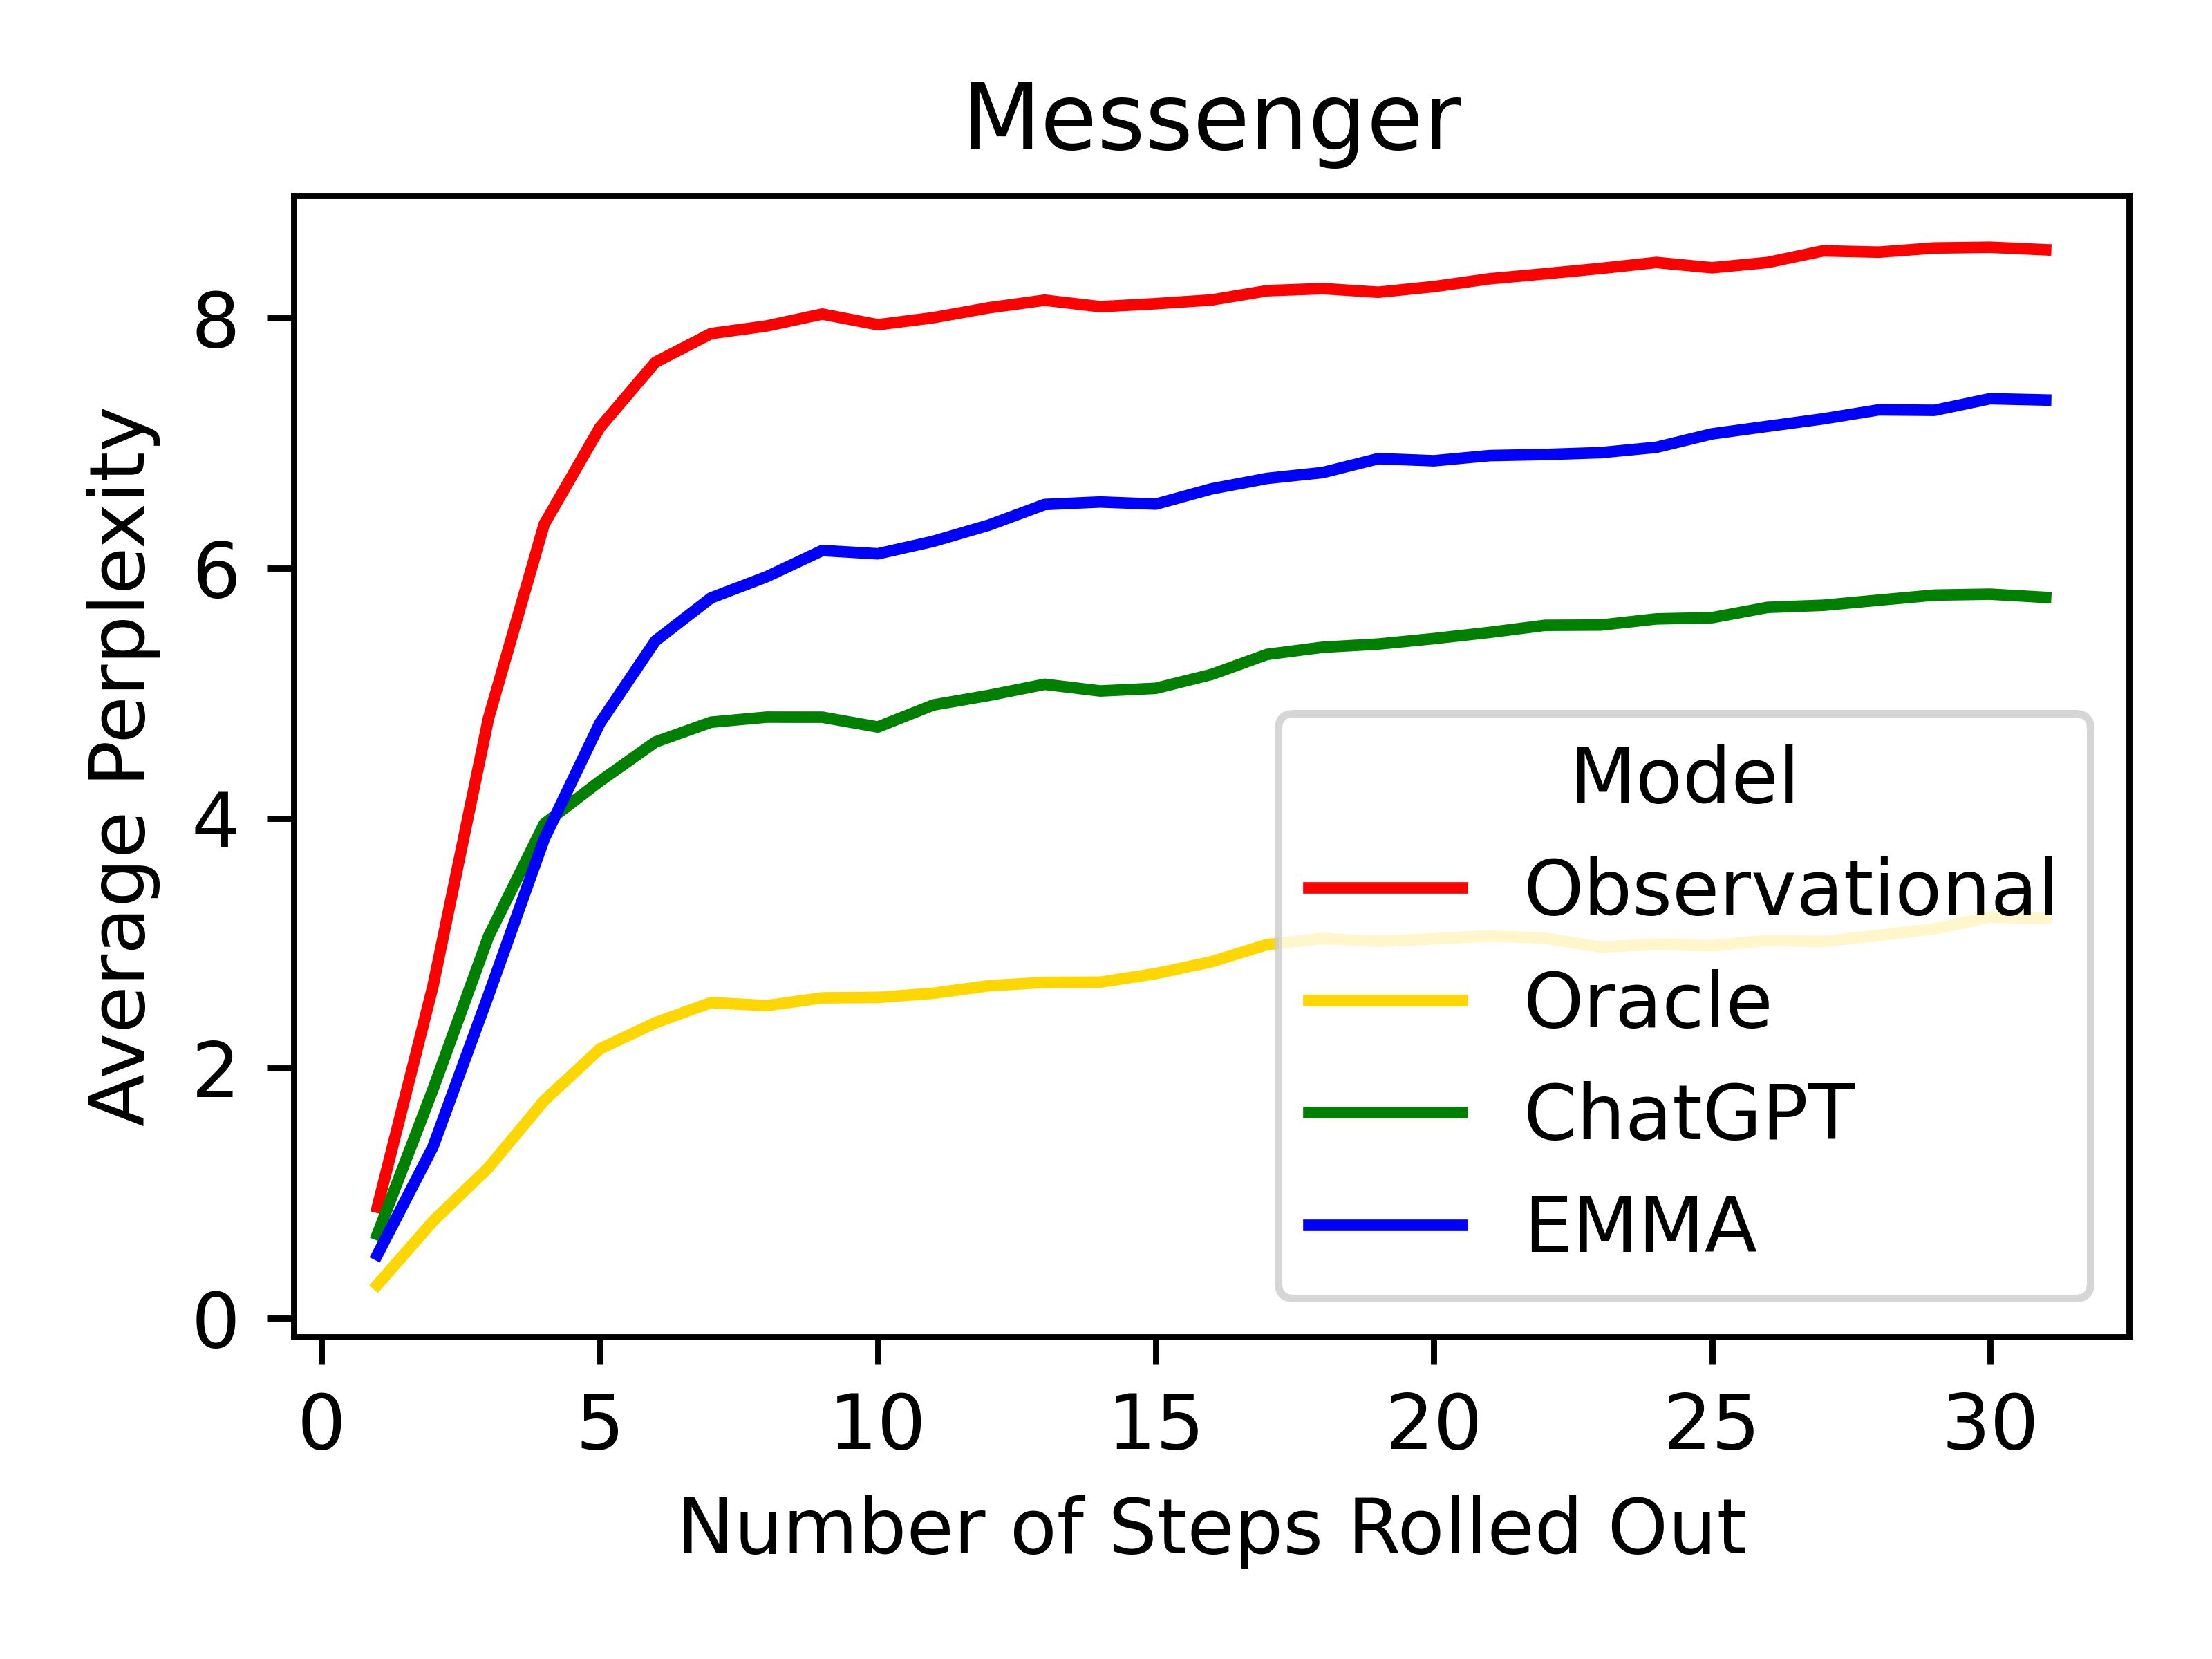 Messenger
Average Perplexity
8
6
4
2
0
Model
Observational
Oracle
ChatGPT
EMMA
0 5 10 15 20 25 30
Number of Steps Rolled Out